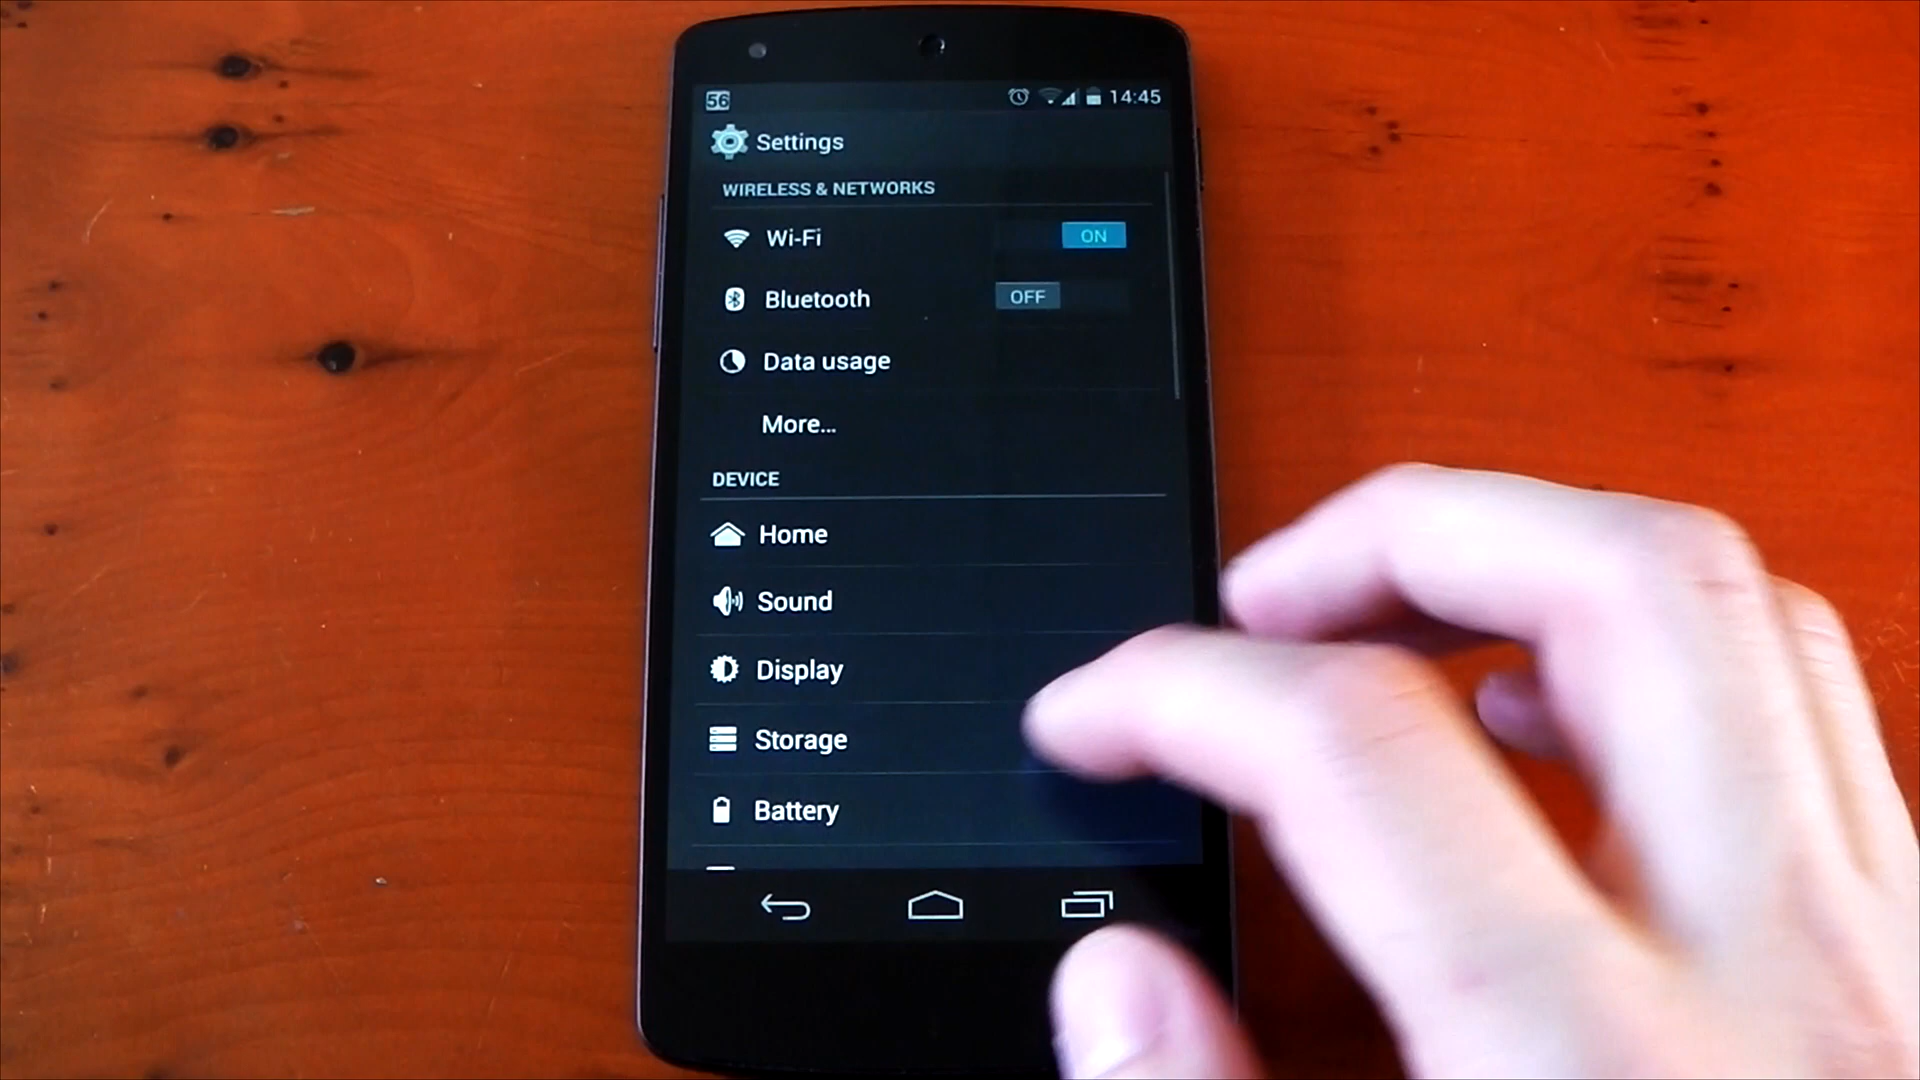 56 14:45
Settings
WIRELESS & NETWORKS
Wi-Fi ON
Bluetooth OFF
Data usage
More...
DEVICE
Home
Sound
Display
Storage
Battery